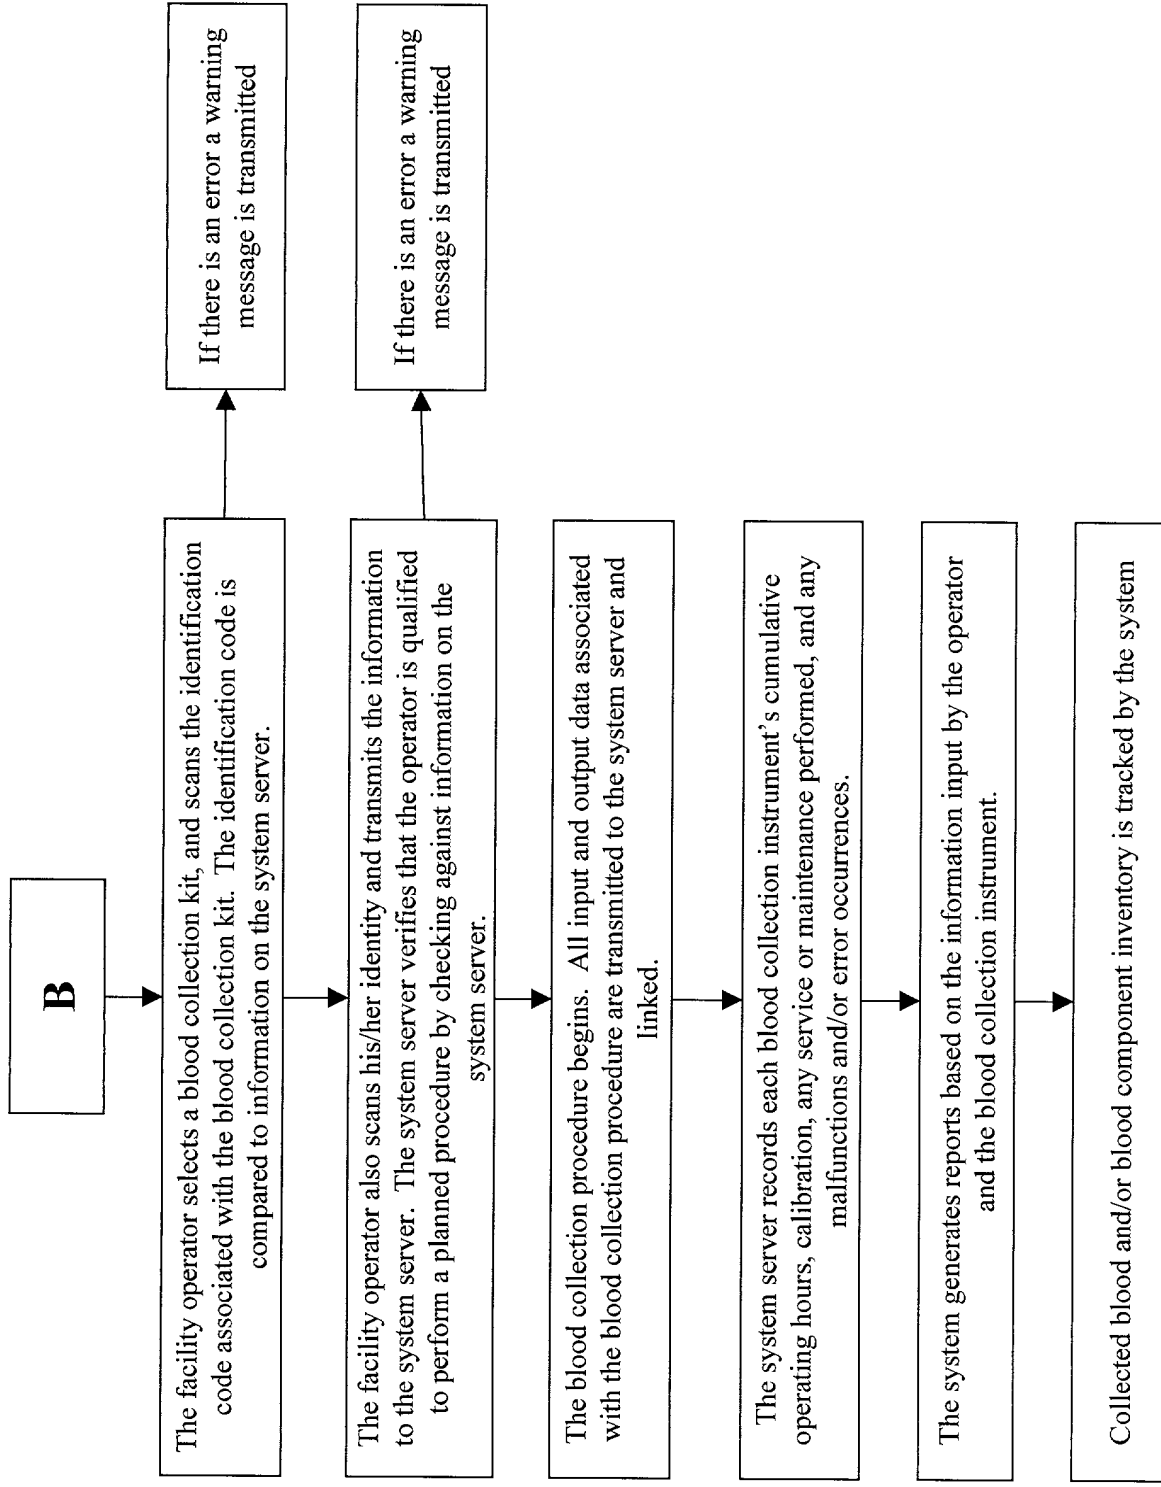 B
The facility operator selects a blood collection kit, and scans the identification
code associated with the blood collection kit. The identification code is
compared to information on the system server.
If there is an error a warning
message is transmitted
The facility operator also scans his/her identity and transmits the information
to the system server. The system server verifies that the operator is qualified
to perform a planned procedure by checking against information on the
system server.
If there is an error a warning
message is transmitted
The blood collection procedure begins. All input and output data associated
with the blood collection procedure are transmitted to the system server and
linked.
The system server records each blood collection instrument's cumulative
operating hours, calibration, any service or maintenance performed, and any
malfunctions and/or error occurrences.
The system generates reports based on the information input by the operator
and the blood collection instrument.
Collected blood and/or blood component inventory is tracked by the system